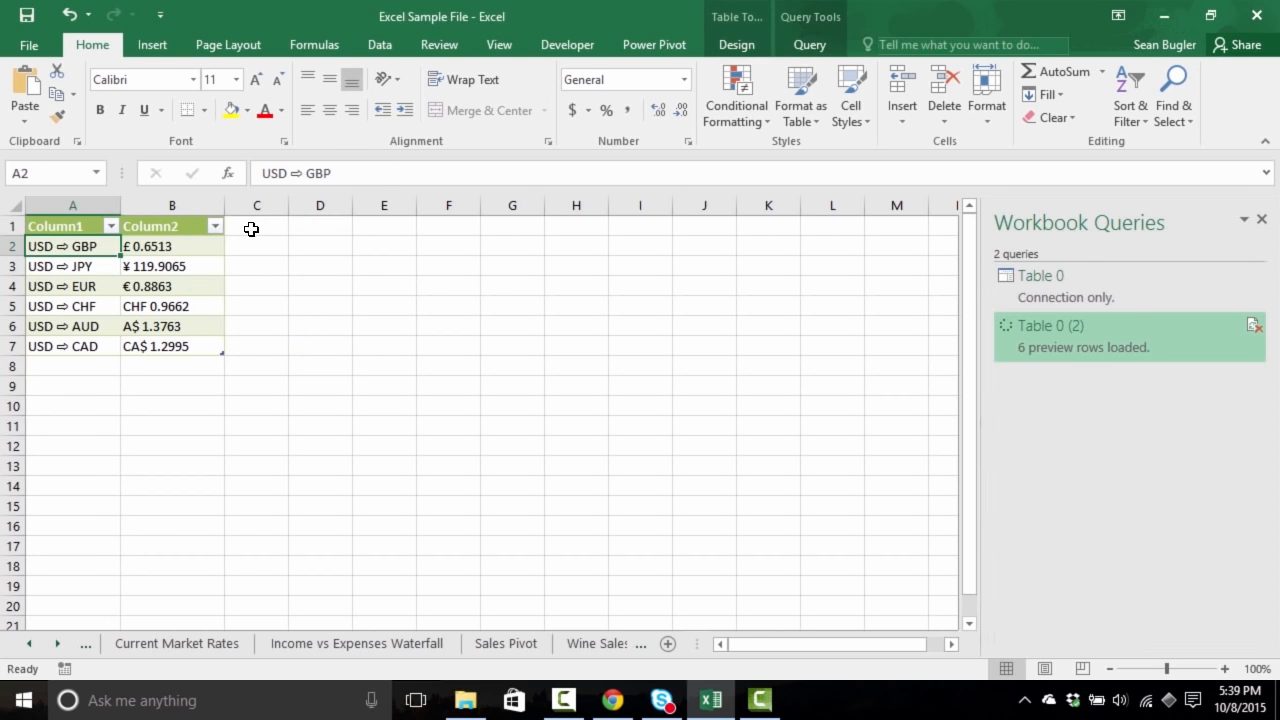 Excel Sample File - Excel
Table To...
Query Tools
File
Home
Insert
Page Layout
Formulas
Data
Review
View
Developer
Power Pivot
Design
Query
Tell me what you want to do...
Sean Bugler
Share
Paste
Clipboard
Calibri
11
A
A
B
I
U
A
Font
Wrap Text
Merge & Center
Alignment
General
$
%
,
Number
Conditional
Formatting
Format as
Table
Cell
Styles
Styles
Insert
Delete
Format
Cells
AutoSum
Fill
Clear
Sort &
Filter
Find &
Select
Editing
A2
fx
USD ⇨ GBP
A B C D E F G H I J K L M
1 Column1 Column2
2 USD ⇨ GBP £ 0.6513
3 USD ⇨ JPY ¥ 119.9065
4 USD ⇨ EUR € 0.8863
5 USD ⇨ CHF CHF 0.9662
6 USD ⇨ AUD A$ 1.3763
7 USD ⇨ CAD CA$ 1.2995
8
9
10
11
12
13
14
15
16
17
18
19
20
21
Workbook Queries
2 queries
Table 0
Connection only.
Table 0 (2)
6 preview rows loaded.
...
Current Market Rates
Income vs Expenses Waterfall
Sales Pivot
Wine Sales
...
Ready
100%
Ask me anything
5:39 PM
10/8/2015